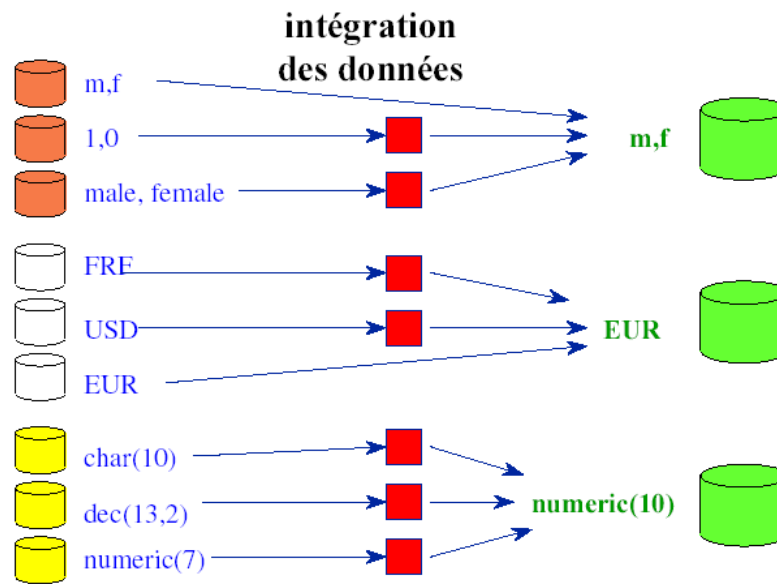 intégration
des données
m,f
1,0
male, female
m,f
FRF
USD
EUR
EUR
char(10)
dec(13,2)
numeric(7)
numeric(10)